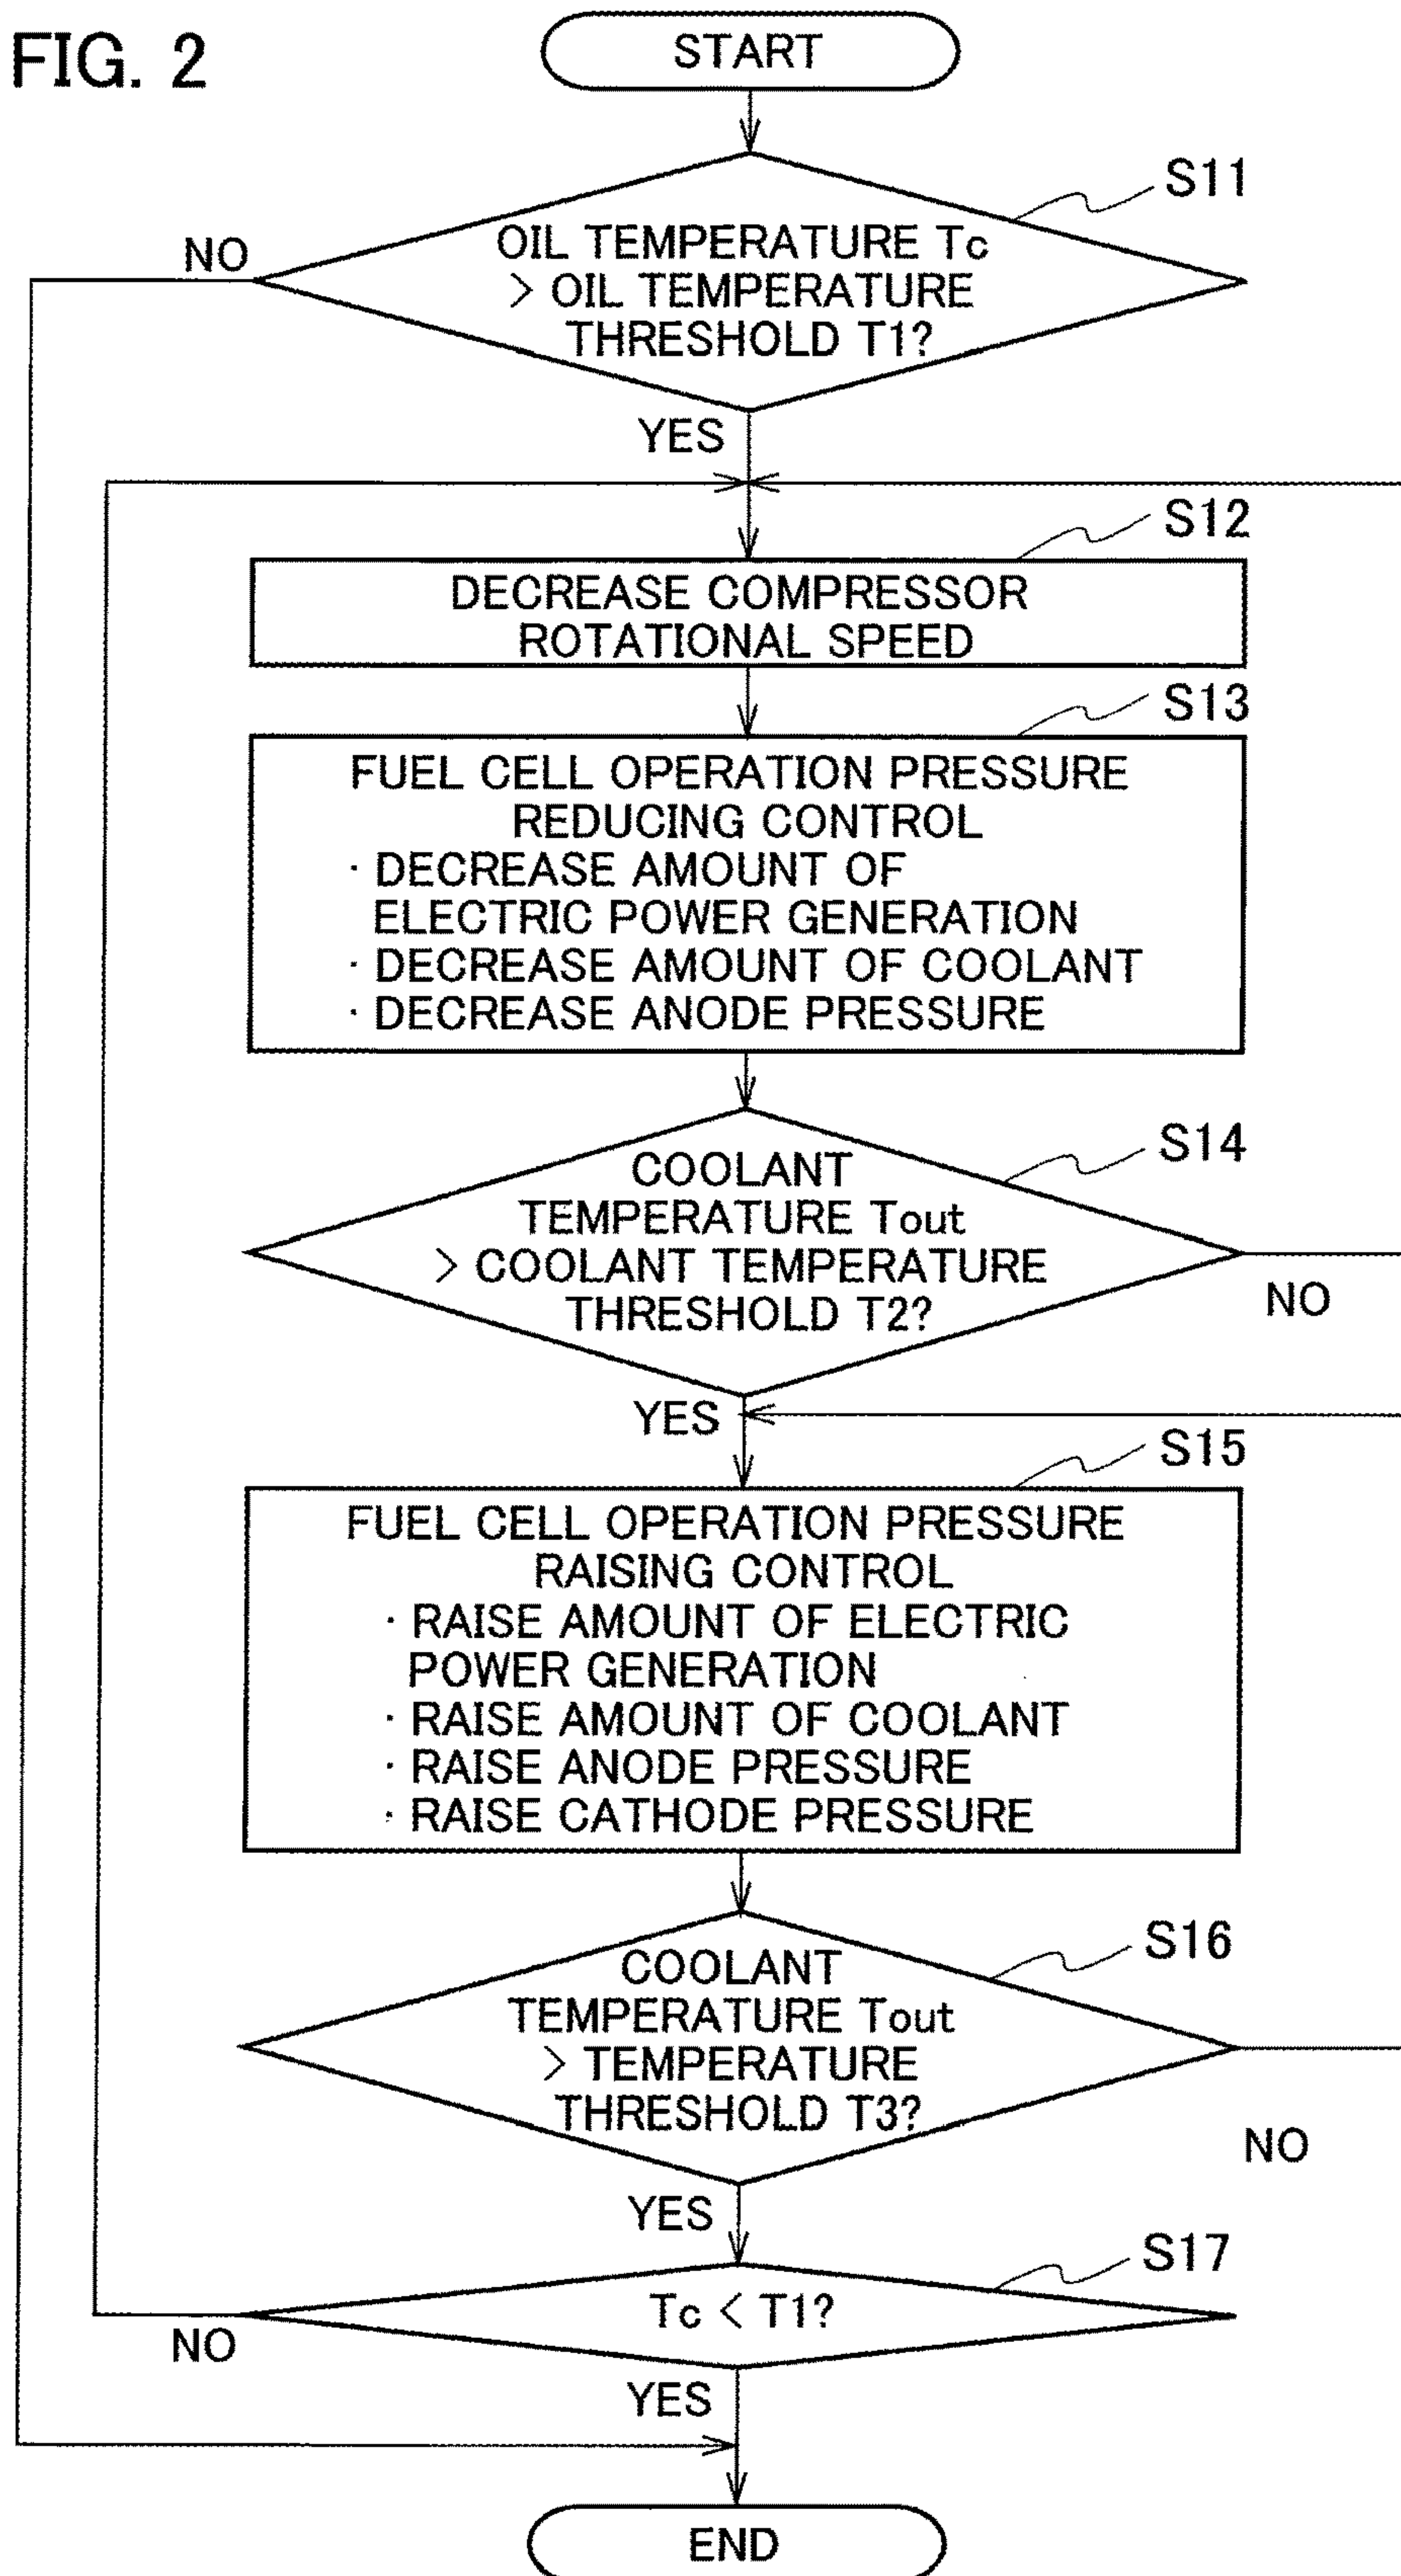 FIG. 2
START
S11
NO
OIL TEMPERATURE Tc
> OIL TEMPERATURE
THRESHOLD T1?
YES
S12
DECREASE COMPRESSOR
ROTATIONAL SPEED
S13
FUEL CELL OPERATION PRESSURE
REDUCING CONTROL
· DECREASE AMOUNT OF
ELECTRIC POWER GENERATION
· DECREASE AMOUNT OF COOLANT
· DECREASE ANODE PRESSURE
S14
COOLANT
TEMPERATURE Tout
> COOLANT TEMPERATURE
THRESHOLD T2?
NO
YES
S15
FUEL CELL OPERATION PRESSURE
RAISING CONTROL
· RAISE AMOUNT OF ELECTRIC
POWER GENERATION
· RAISE AMOUNT OF COOLANT
· RAISE ANODE PRESSURE
· RAISE CATHODE PRESSURE
S16
COOLANT
TEMPERATURE Tout
> TEMPERATURE
THRESHOLD T3?
NO
YES
S17
Tc < T1?
NO
YES
END